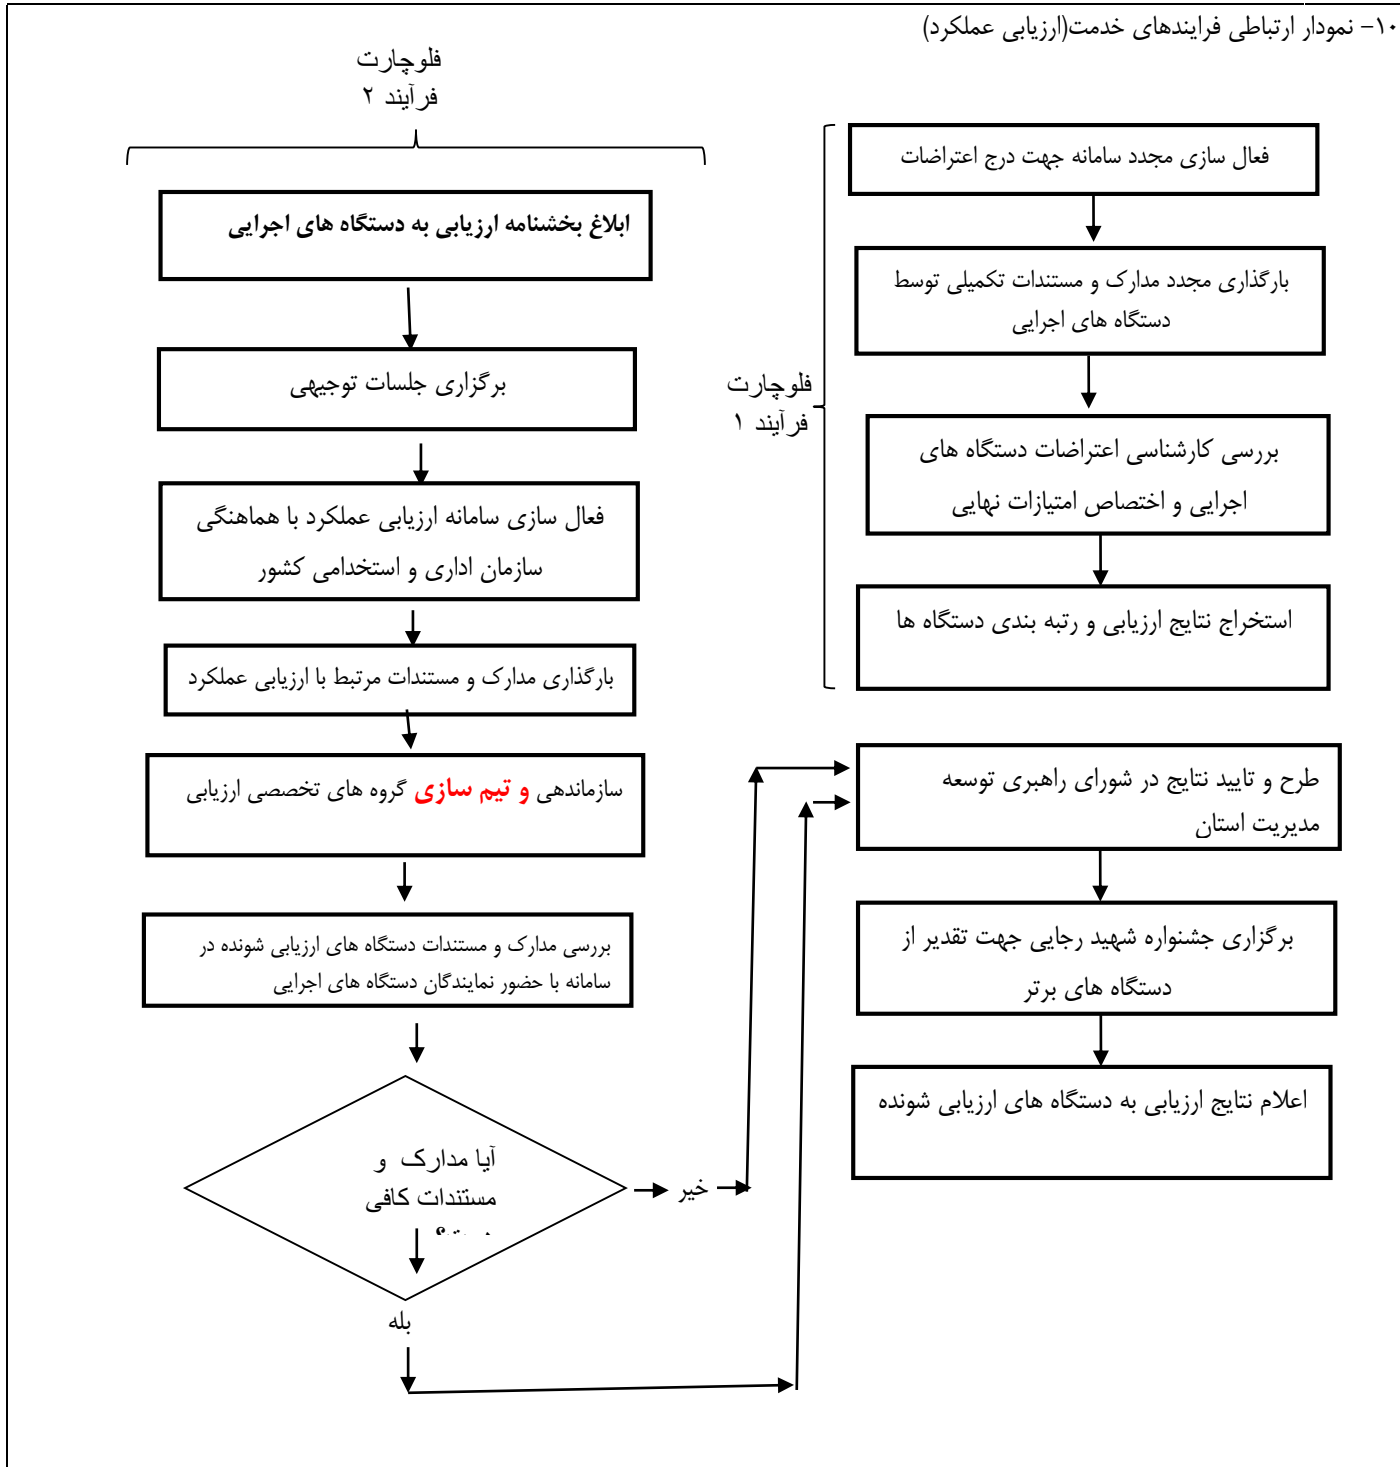 ۱۰- نمودار ارتباطی فرایندهای خدمت(ارزیابی عملکرد)
فلوچارت
فرآیند ۱
فعال سازی مجدد سامانه جهت درج اعتراضات
بارگذاری مجدد مدارک و مستندات تکمیلی توسط
دستگاه های اجرایی
بررسی کارشناسی اعتراضات دستگاه های
اجرایی و اختصاص امتیازات نهایی
استخراج نتایج ارزیابی و رتبه بندی دستگاه ها
طرح و تایید نتایج در شورای راهبری توسعه
مدیریت استان
برگزاری جشنواره شهید رجایی جهت تقدیر از
دستگاه های برتر
اعلام نتایج ارزیابی به دستگاه های ارزیابی شونده
فلوچارت
فرآیند ۲
ابلاغ بخشنامه ارزیابی به دستگاه های اجرایی
برگزاری جلسات توجیهی
فعال سازی سامانه ارزیابی عملکرد با هماهنگی
سازمان اداری و استخدامی کشور
بارگذاری مدارک و مستندات مرتبط با ارزیابی عملکرد
سازماندهی و تیم سازی گروه های تخصصی ارزیابی
بررسی مدارک و مستندات دستگاه های ارزیابی شونده در
سامانه با حضور نمایندگان دستگاه های اجرایی
آیا مدارک و
مستندات کافی
خیر
بله